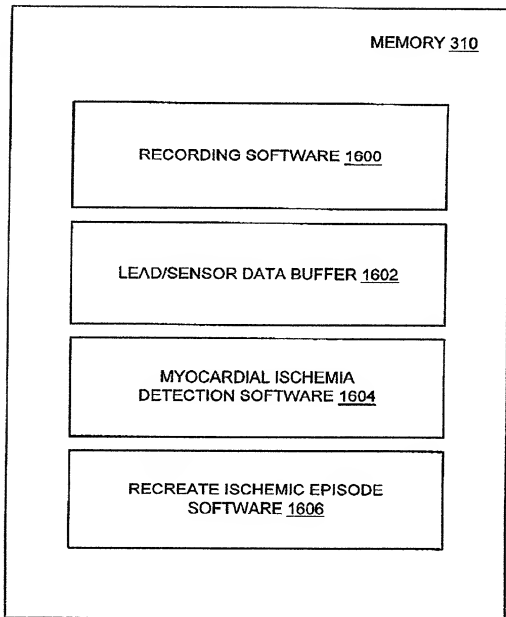 MEMORY 310
RECORDING SOFTWARE 1600
LEAD/SENSOR DATA BUFFER 1602
MYOCARDIAL ISCHEMIA
DETECTION SOFTWARE 1604
RECREATE ISCHEMIC EPISODE
SOFTWARE 1606